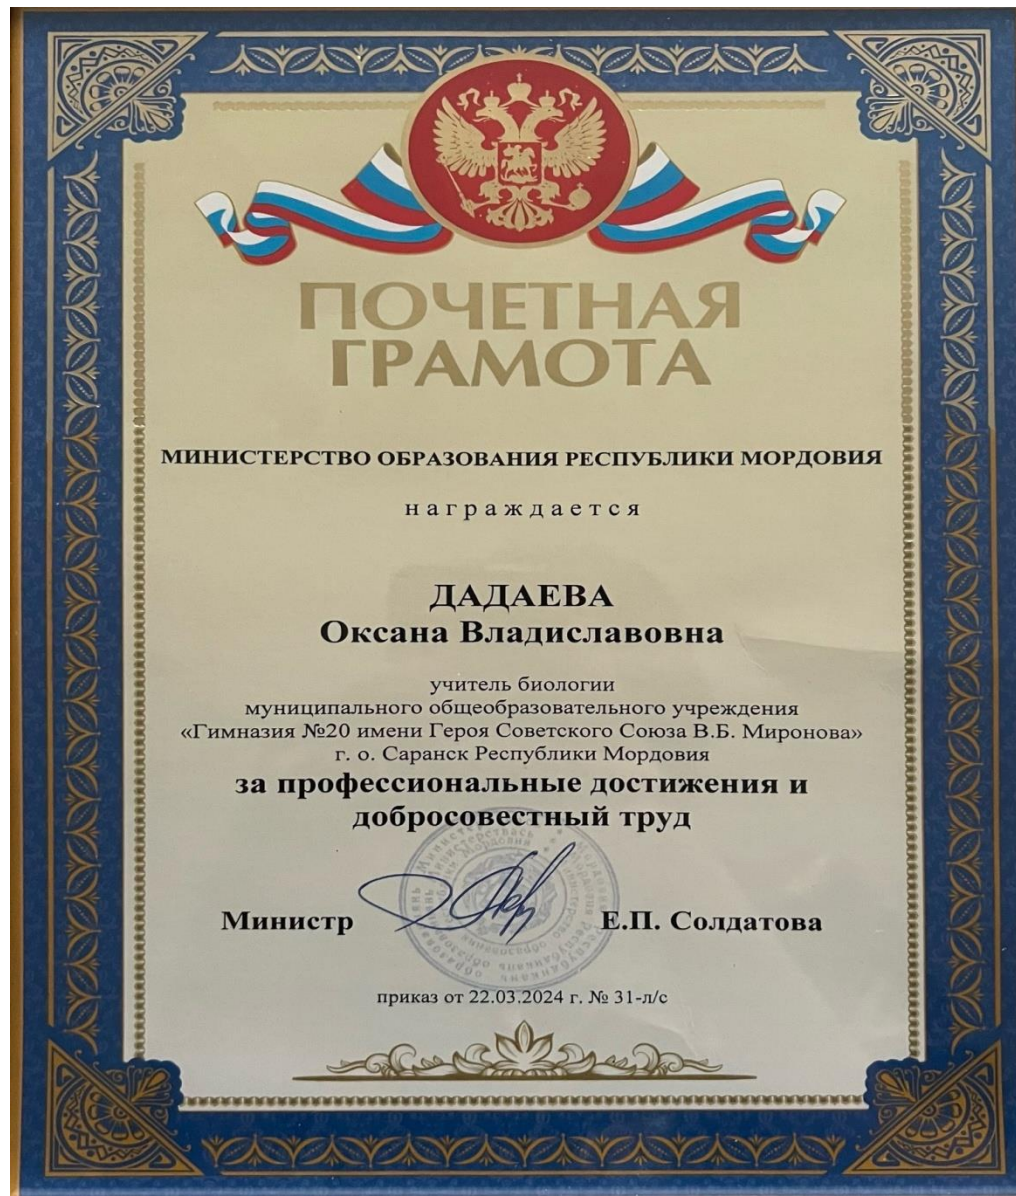 ПОЧЕТНАЯ
ГРАМОТА
МИНИСТЕРСТВО ОБРАЗОВАНИЯ РЕСПУБЛИКИ МОРДОВИЯ
награждается
ДАДАЕВА
Оксана Владиславовна
учитель биологии
муниципального общеобразовательного учреждения
«Гимназия №20 имени Героя Советского Союза В.Б. Миронова»
г. о. Саранск Республики Мордовия
за профессиональные достижения и
добросовестный труд
Министр Е.П. Солдатова
приказ от 22.03.2024 г. № 31-л/с